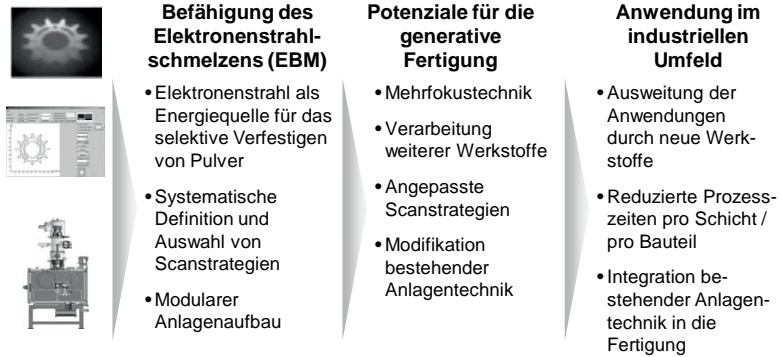 Befähigung des
Elektronenstrahl-
schmelzens (EBM)
• Elektronenstrahl als
Energiequelle für das
selektive Verfestigen
von Pulver
• Systematische
Definition und
Auswahl von
Scanstrategien
• Modularer
Anlagenaufbau
Potenziale für die
generative
Fertigung
• Mehrfokustechnik
• Verarbeitung
weiterer Werkstoffe
• Angepasste
Scanstrategien
• Modifikation
bestehender
Anlagentechnik
Anwendung im
industriellen
Umfeld
• Ausweitung der
Anwendungen
durch neue Werk-
stoffe
• Reduzierte Prozess-
zeiten pro Schicht /
pro Bauteil
• Integration be-
stehender Anlagen-
technik in die
Fertigung